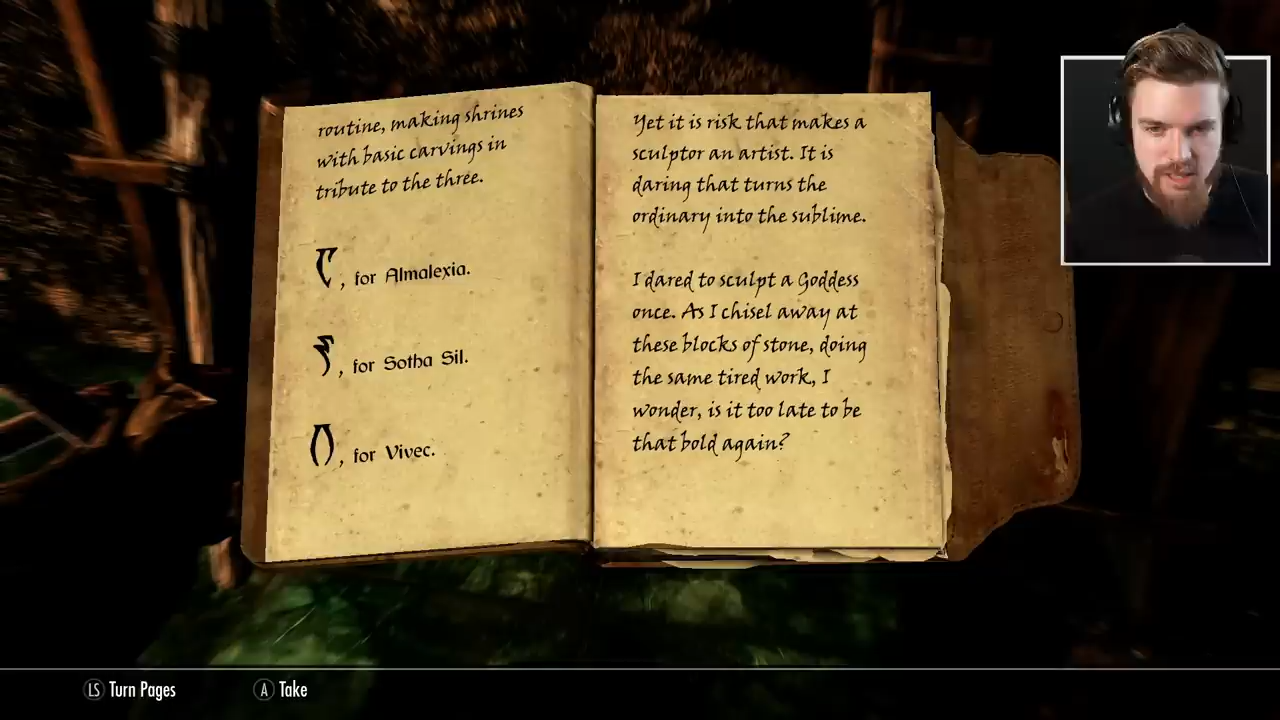 routine, making shrines
with basic carvings in
tribute to the three.
, for Almalexia.
, for Sotha Sil.
, for Vivec.
Yet it is risk that makes a
sculptor an artist. It is
daring that turns the
ordinary into the sublime.
I dared to sculpt a Goddess
once. As I chisel away at
these blocks of stone, doing
the same tired work, I
wonder, is it too late to be
that bold again?
LS Turn Pages
A Take